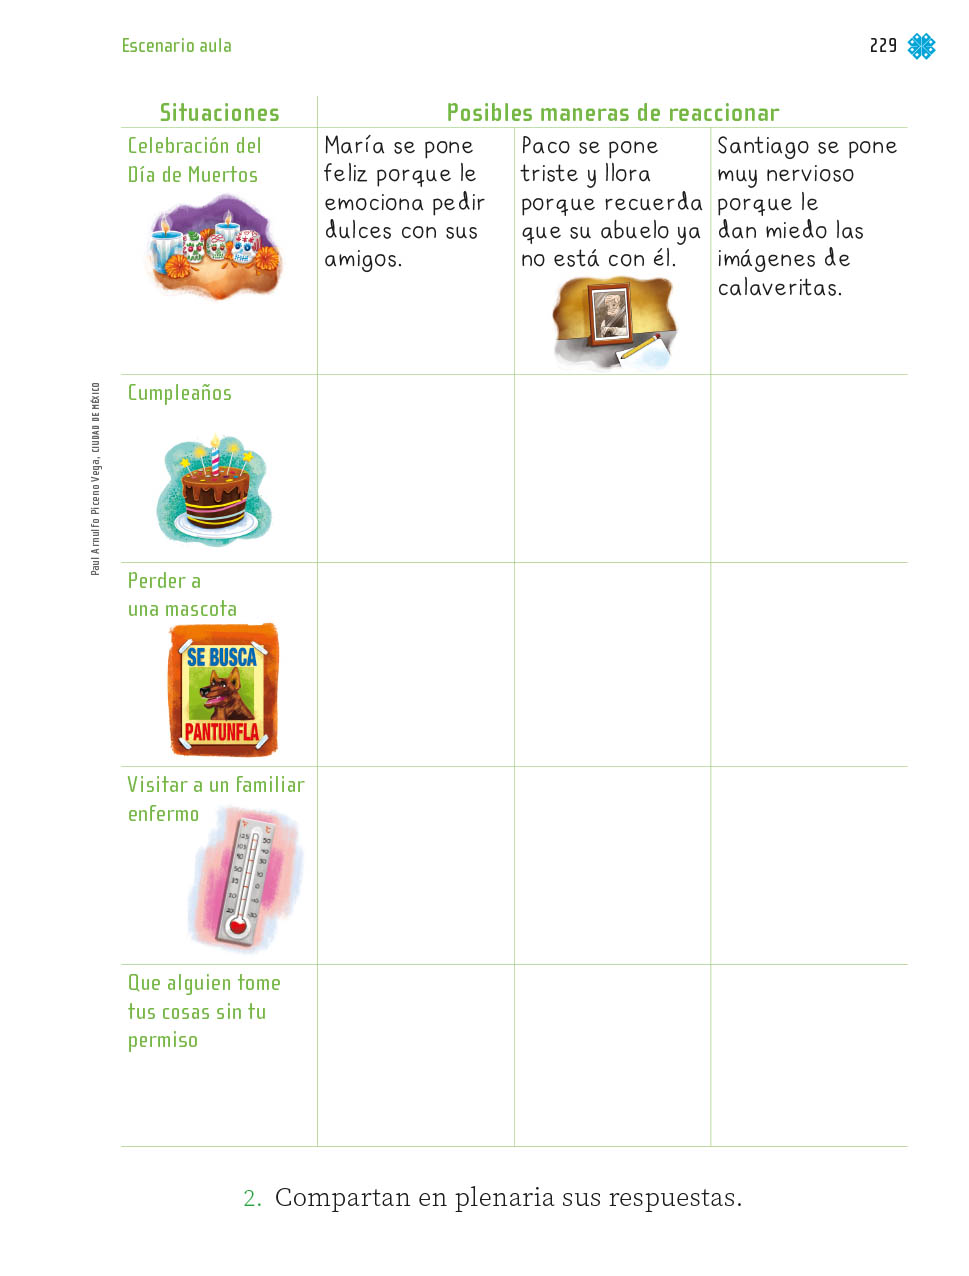 Escenario aula
229
Situaciones
Posibles maneras de reaccionar
Celebración del
Día de Muertos
María se pone
feliz porque le
emociona pedir
dulces con sus
amigos.
Paco se pone
triste y llora
porque recuerda
que su abuelo ya
no está con él.
Santiago se pone
muy nervioso
porque le
dan miedo las
imágenes de
calaveritas.
Cumpleaños
Perder a
una mascota
SE BUSCA
PANTUNFLA
Visitar a un familiar
enfermo
Que alguien tome
tus cosas sin tu
permiso
Paul Arnulfo Piceno Vega, CIUDAD DE MÉXICO
2. Compartan en plenaria sus respuestas.